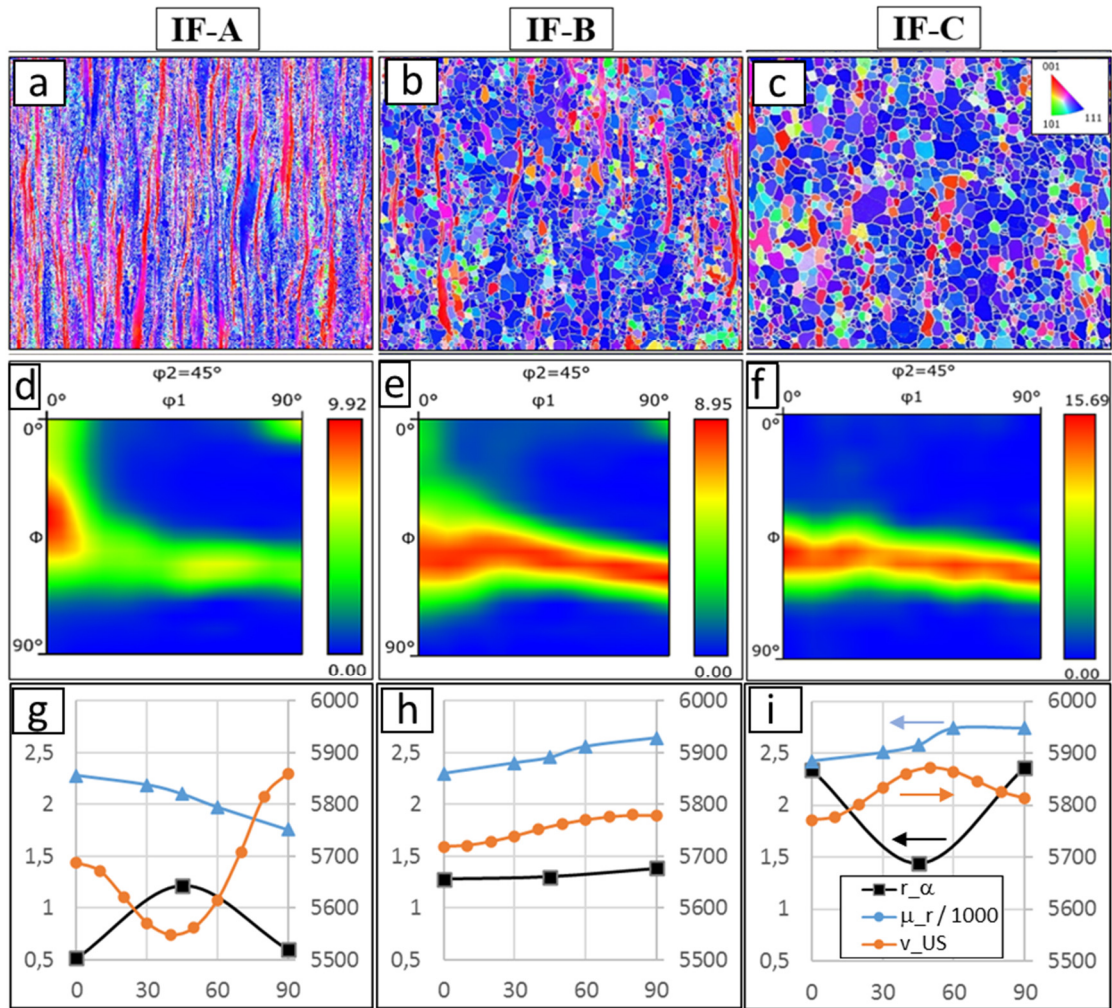 IF-A IF-B IF-C
a b c
001
101 111
d e f
φ2=45° φ2=45° φ2=45°
0° φ1 90° 9.92 0° φ1 90° 8.95 0° φ1 90° 15.69
0° 0° 0°
Φ Φ Φ
90° 0.00 90° 0.00 90° 0.00
g 6000 h 6000 i 6000
2,5 5900 2,5 5900 2,5 5900
2 5800 2 5800 2 5800
1,5 5700 1,5 5700 1,5 5700
r_α
1 5600 1 5600 1 μ_r / 1000 5600
v_US
0,5 5500 0,5 5500 0,5 5500
0 30 60 90 0 30 60 90 0 30 60 90